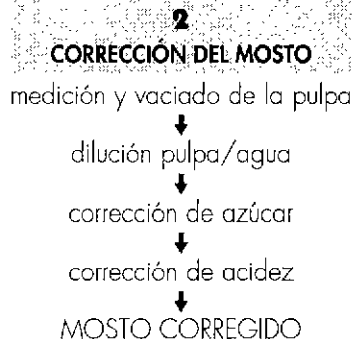 2
CORRECCIÓN DEL MOSTO
medición y vaciado de la pulpa
dilución pulpa/agua
corrección de azúcar
corrección de acidez
MOSTO CORREGIDO